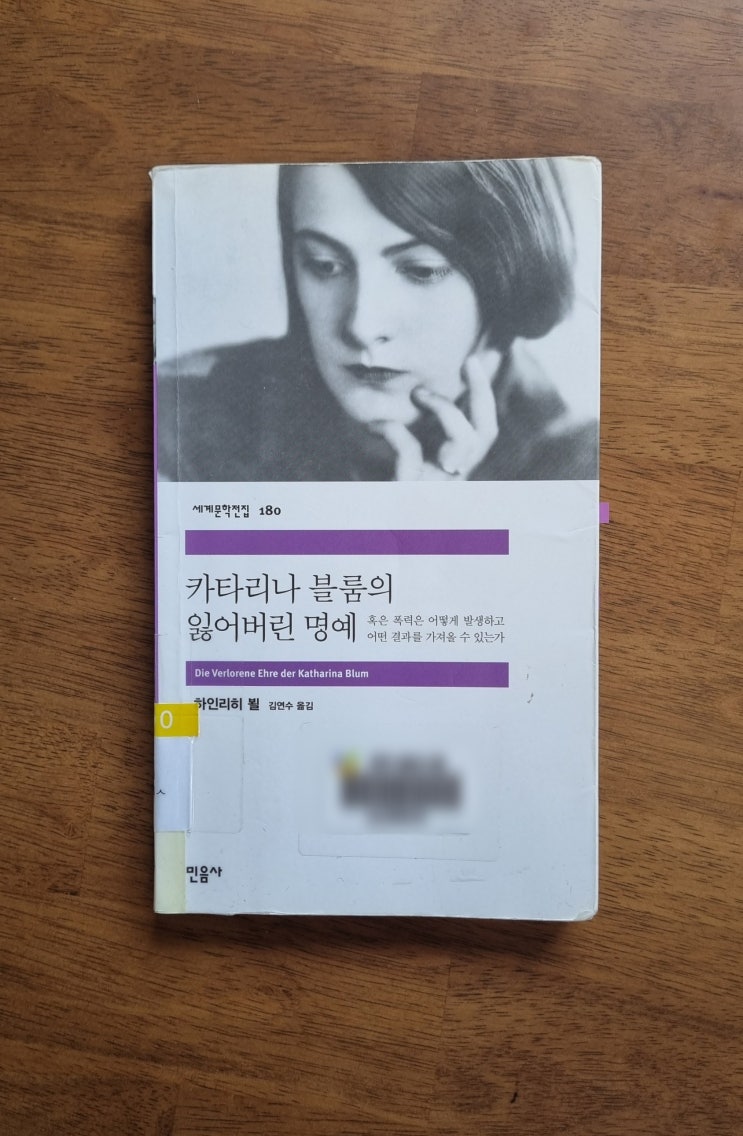 세계문학전집 180
카타리나 블룸의
잃어버린 명예
혹은 폭력은 어떻게 발생하고
어떤 결과를 가져올 수 있는가
Die Verlorene Ehre der Katharina Blum
하인리히 뵐 김연수 옮김
0
ㅅ
민음사